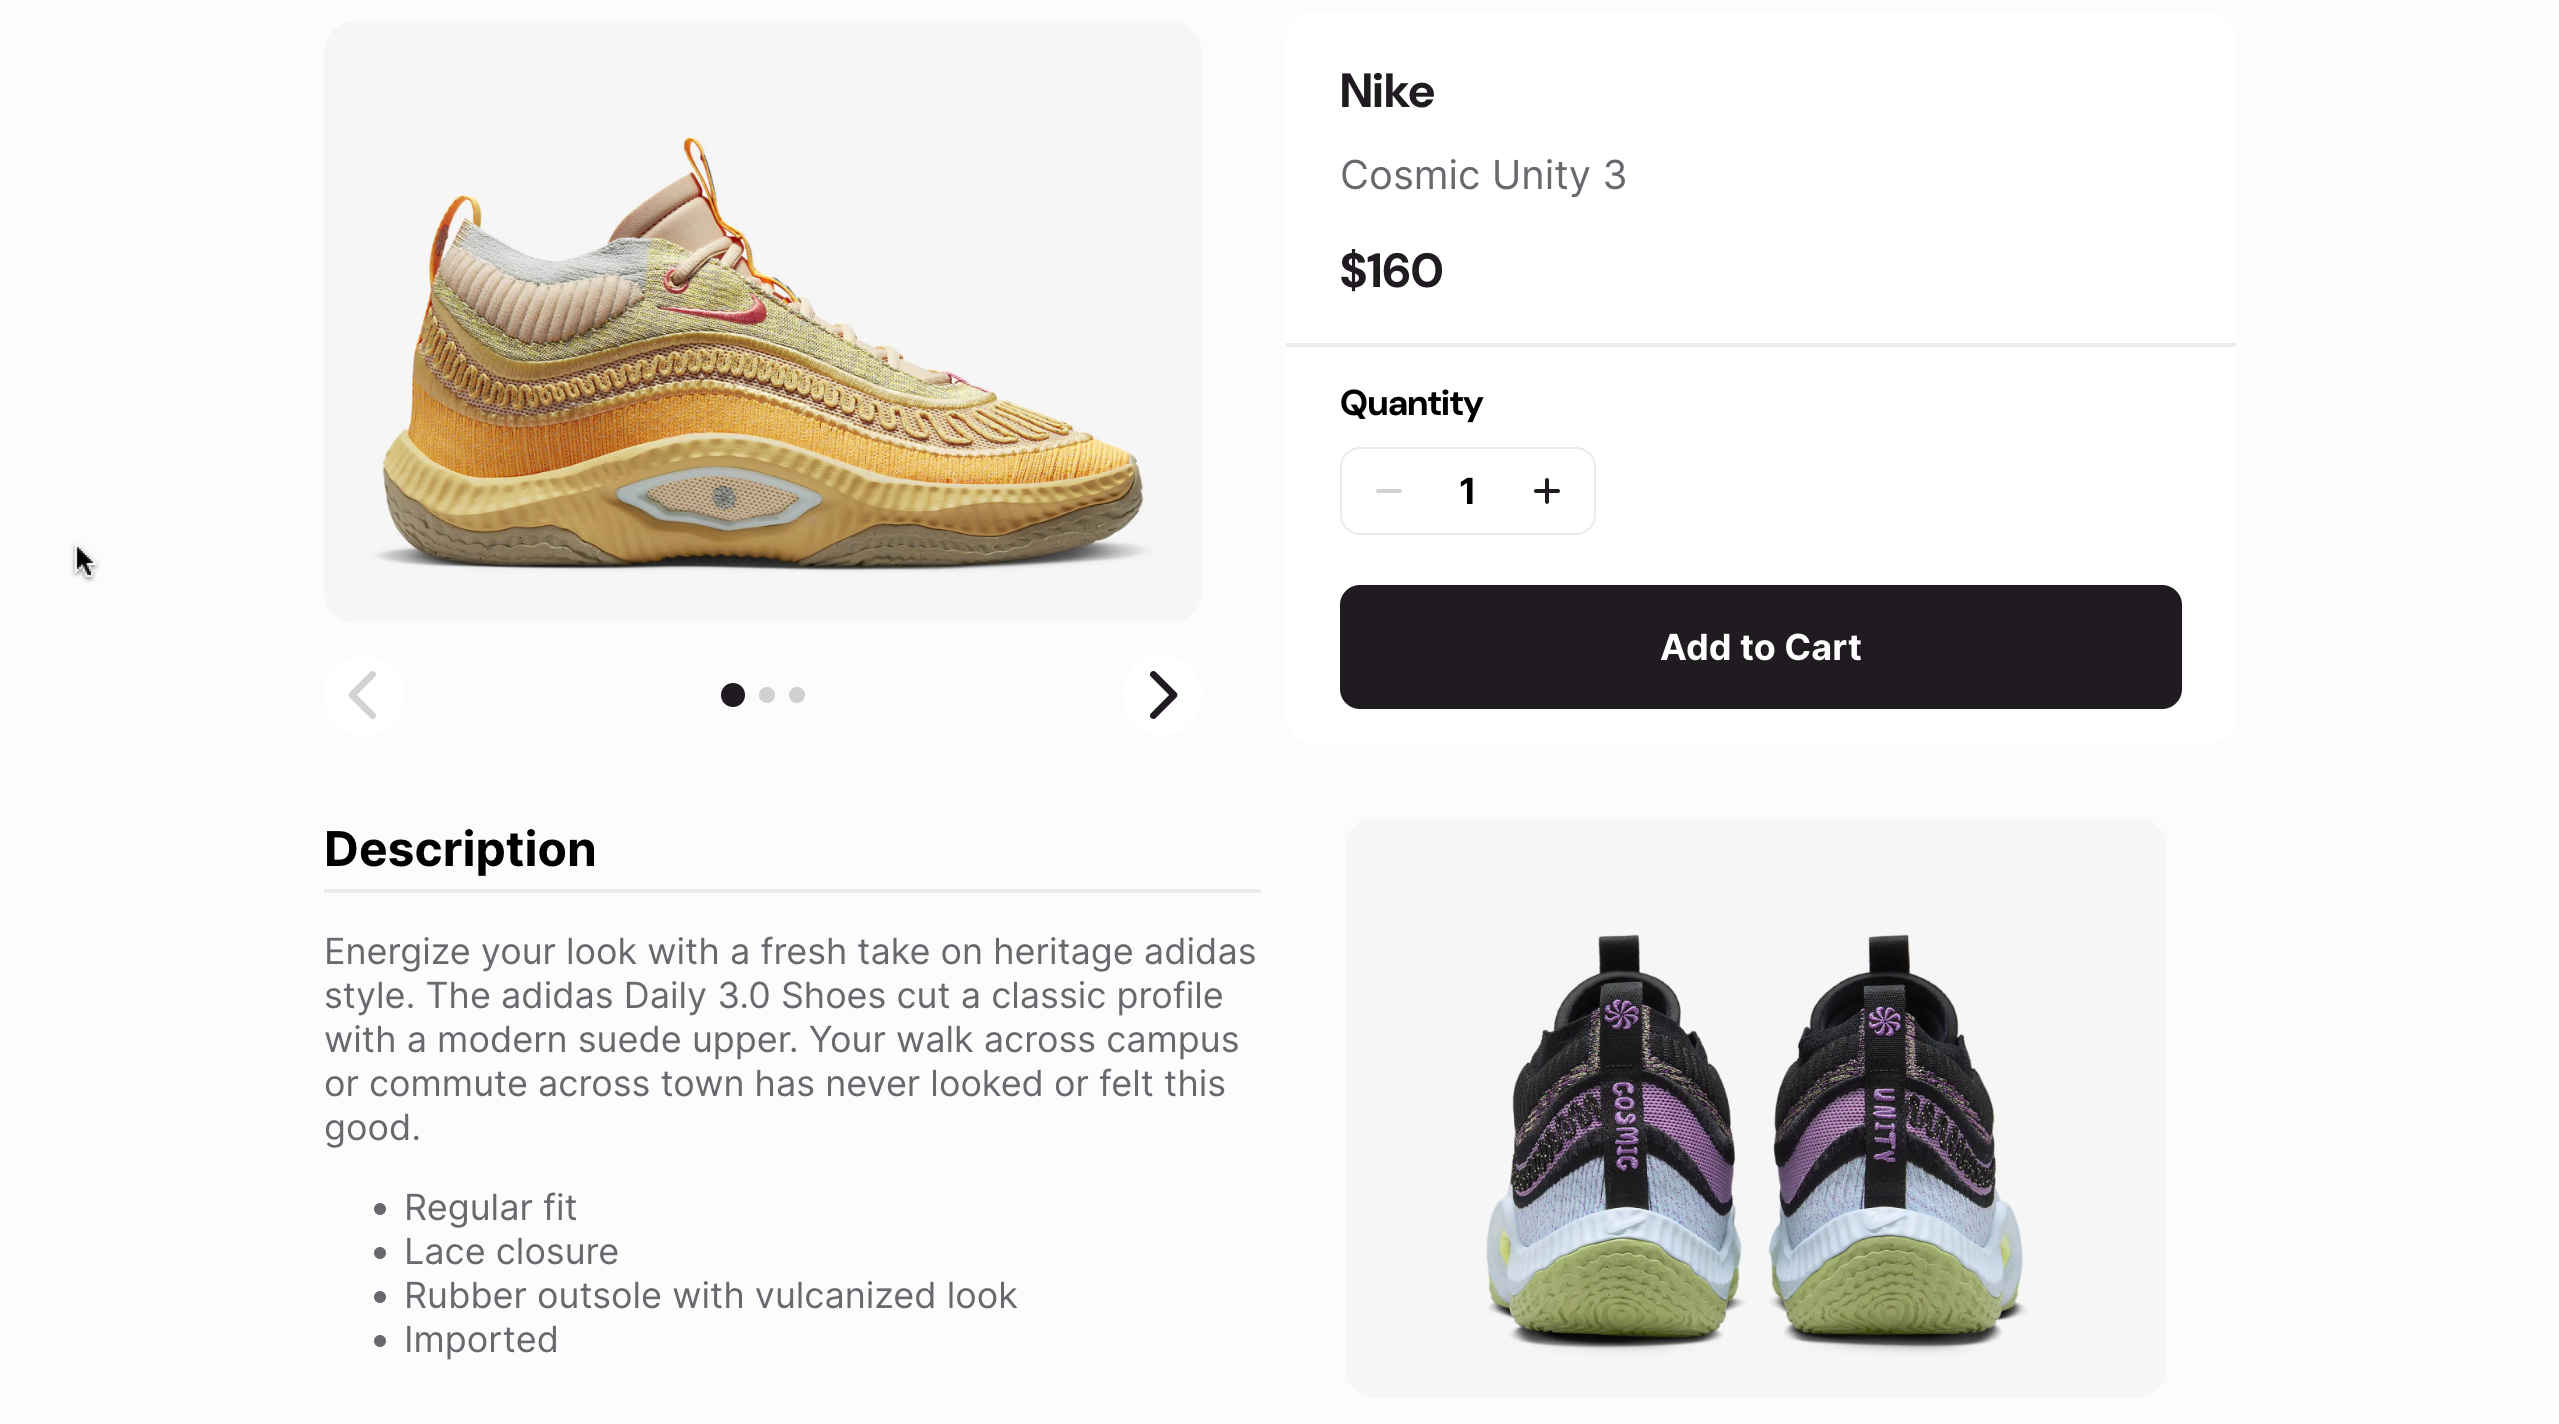 Nike
Cosmic Unity 3
$160
Quantity
1
Add to Cart
Description
Energize your look with a fresh take on heritage adidas
style. The adidas Daily 3.0 Shoes cut a classic profile
with a modern suede upper. Your walk across campus
or commute across town has never looked or felt this
good.
Regular fit
Lace closure
Rubber outsole with vulcanized look
Imported
COSMIC
UNITY